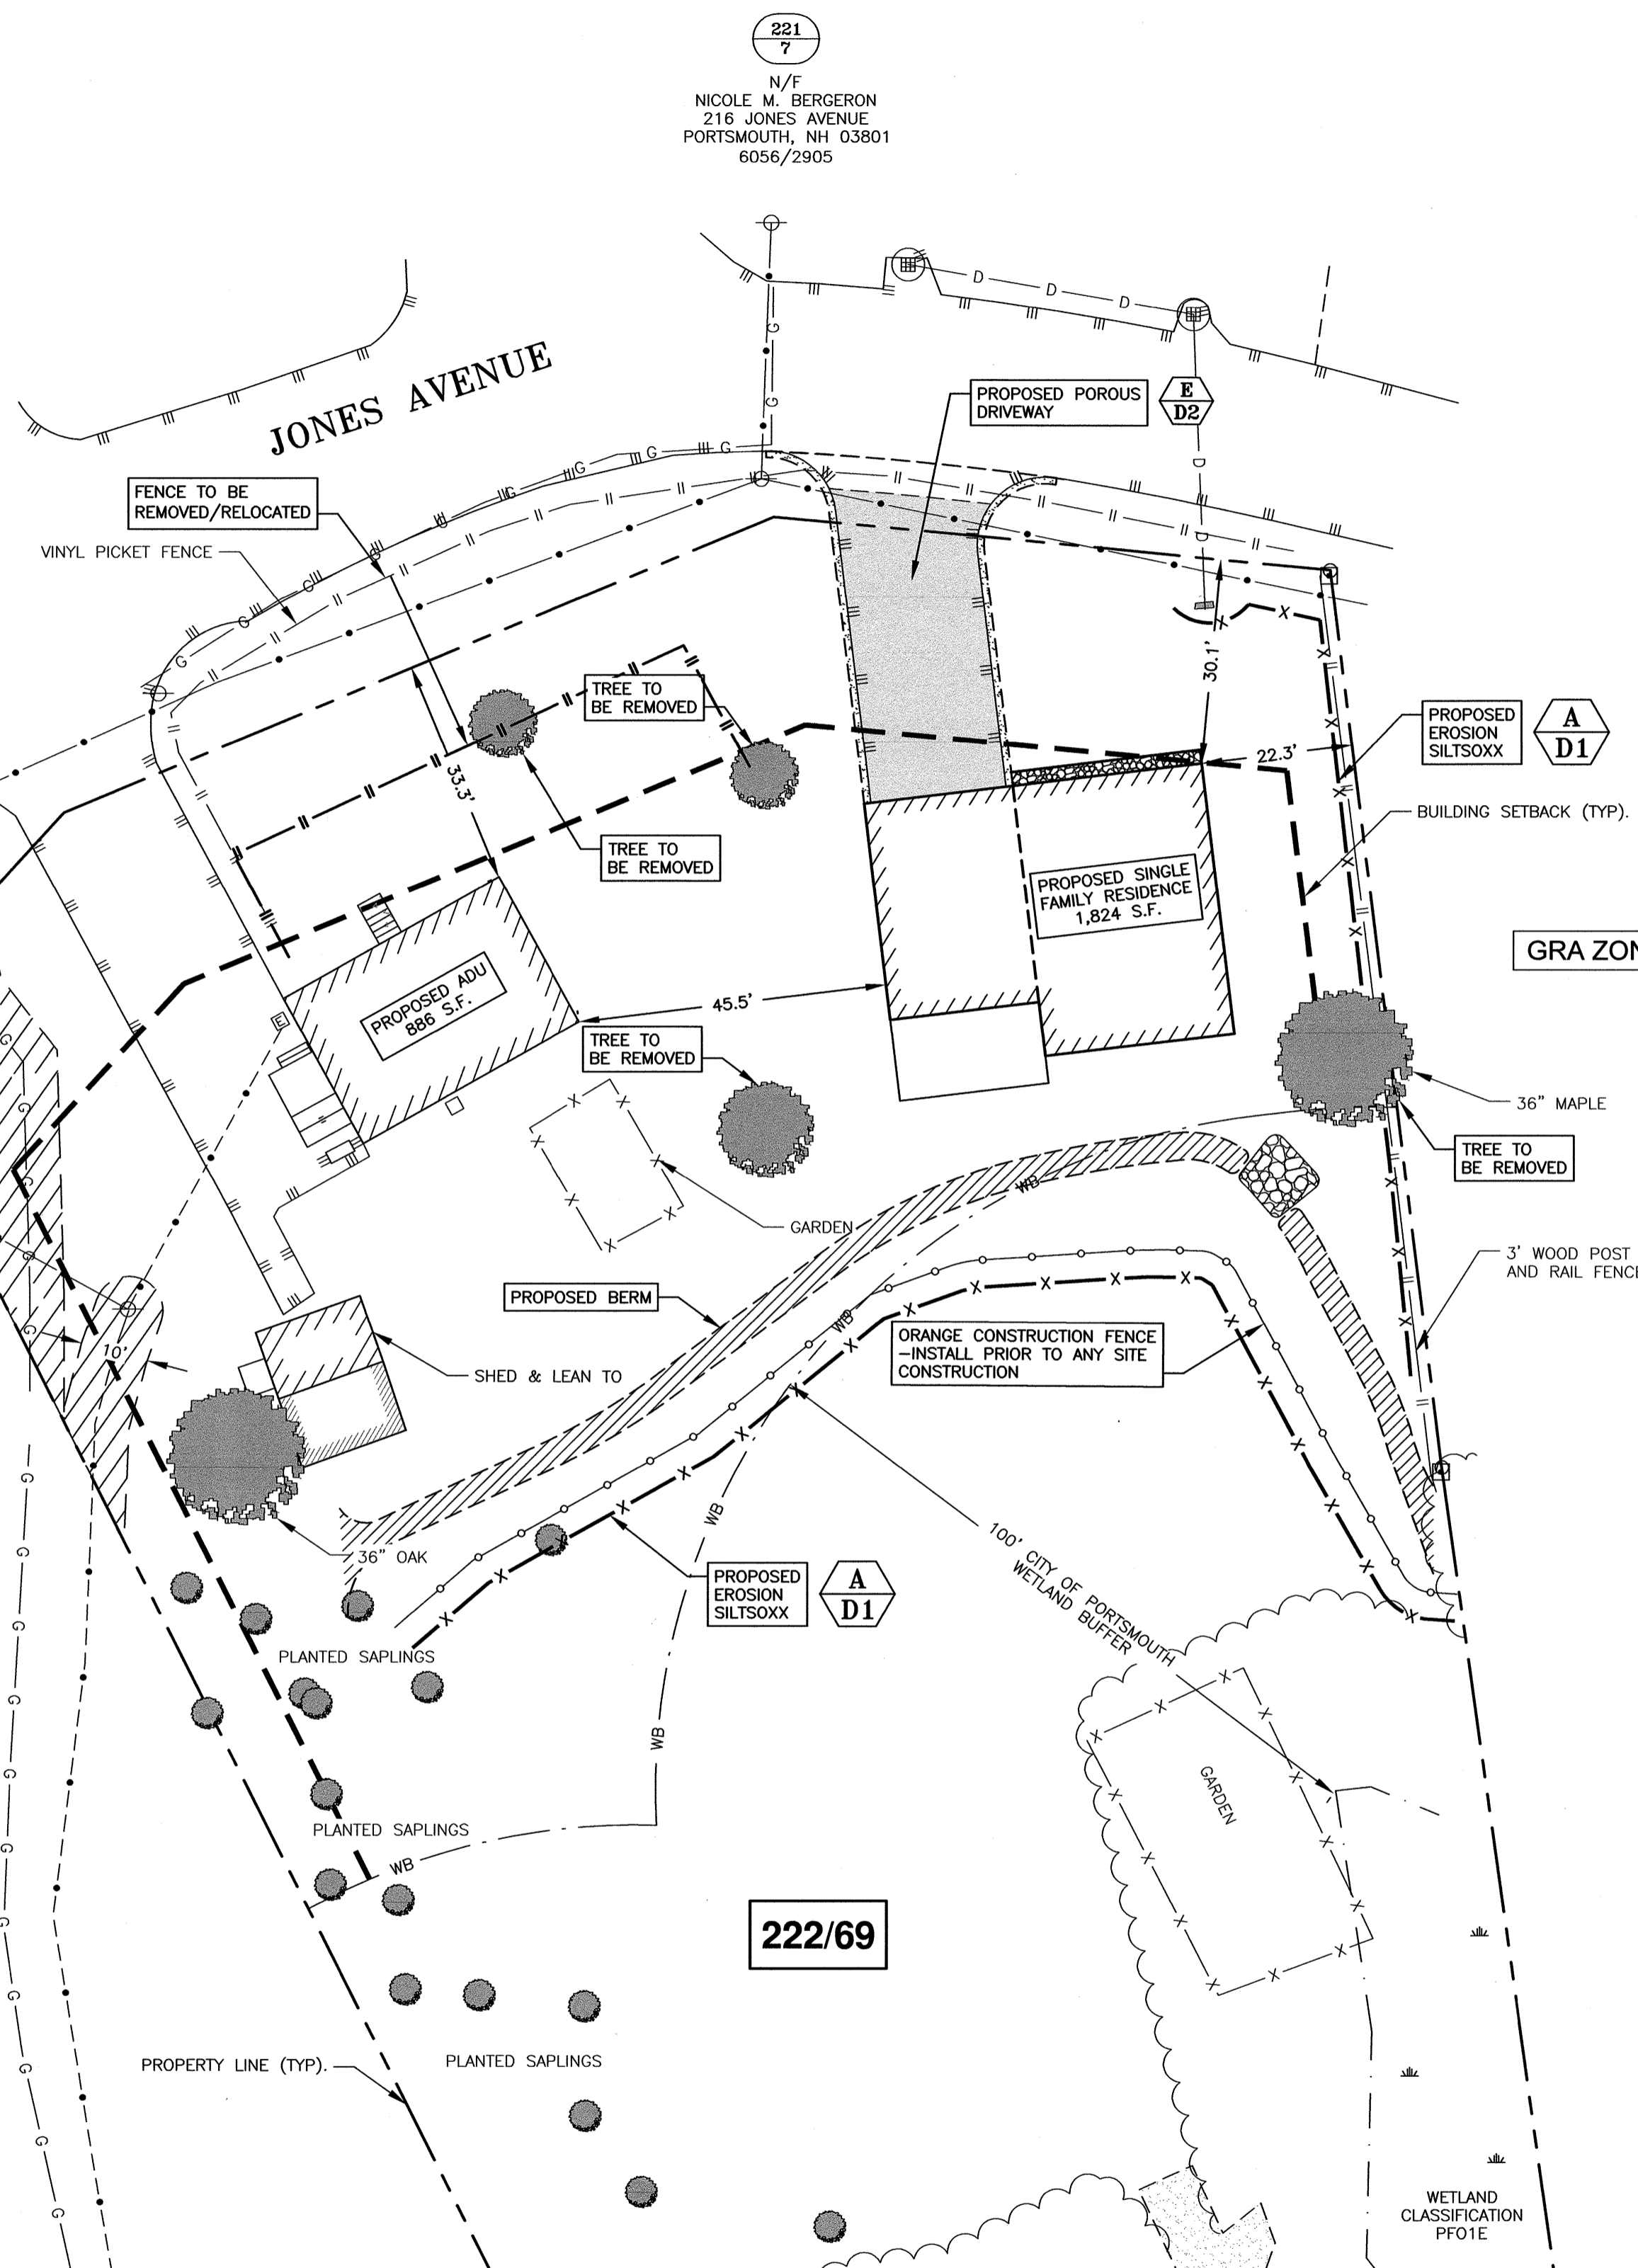 221
7
N/F
NICOLE M. BERGERON
216 JONES AVENUE
PORTSMOUTH, NH 03801
6056/2905
D
D
D
G
G
JONES AVENUE
PROPOSED POROUS
DRIVEWAY
E
D2
FENCE TO BE
REMOVED/RELOCATED
VINYL PICKET FENCE
G
G
G
G
G
G
G
G
G
D
D
X
X
X
30.1'
TREE TO
BE REMOVED
33.3'
22.3'
PROPOSED
EROSION
SILTSOXX
A
D1
BUILDING SETBACK (TYP).
TREE TO
BE REMOVED
PROPOSED SINGLE
FAMILY RESIDENCE
1,824 S.F.
GRA ZON
PROPOSED ADU
886 S.F.
E
45.5'
TREE TO
BE REMOVED
36" MAPLE
TREE TO
BE REMOVED
GARDEN
WB
3' WOOD POST
AND RAIL FENCE
PROPOSED BERM
WB
ORANGE CONSTRUCTION FENCE
-INSTALL PRIOR TO ANY SITE
CONSTRUCTION
10'
SHED & LEAN TO
WB
100' CITY OF PORTSMOUTH
WETLAND BUFFER
36" OAK
PROPOSED
EROSION
SILTSOXX
A
D1
PLANTED SAPLINGS
WB
GARDEN
PLANTED SAPLINGS
WB
222/69
PROPERTY LINE (TYP).
PLANTED SAPLINGS
WETLAND
CLASSIFICATION
PFO1E